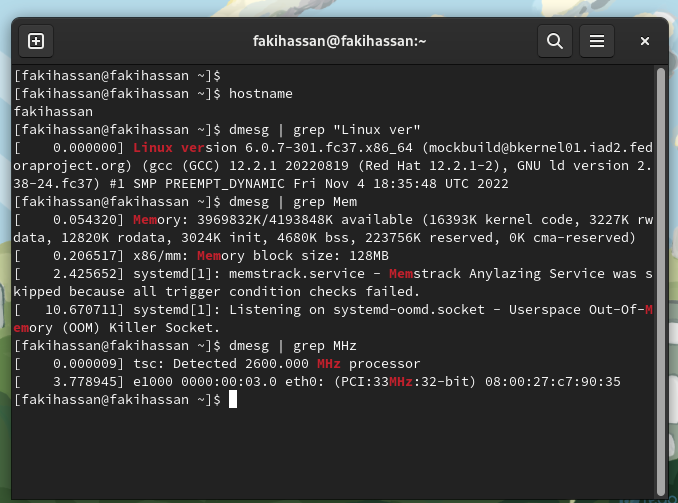 fakihassan@fakihassan:~
[fakihassan@fakihassan ~]$
[fakihassan@fakihassan ~]$ hostname
fakihassan
[fakihassan@fakihassan ~]$ dmesg | grep "Linux ver"
[    0.000000] Linux version 6.0.7-301.fc37.x86_64 (mockbuild@bkernel01.iad2.fed
oraproject.org) (gcc (GCC) 12.2.1 20220819 (Red Hat 12.2.1-2), GNU ld version 2.
38-24.fc37) #1 SMP PREEMPT_DYNAMIC Fri Nov 4 18:35:48 UTC 2022
[fakihassan@fakihassan ~]$ dmesg | grep Mem
[    0.054320] Memory: 3969832K/4193848K available (16393K kernel code, 3227K rw
data, 12820K rodata, 3024K init, 4680K bss, 223756K reserved, 0K cma-reserved)
[    0.206517] x86/mm: Memory block size: 128MB
[    2.425652] systemd[1]: memstrack.service - Memstrack Anylazing Service was s
kipped because all trigger condition checks failed.
[   10.670711] systemd[1]: Listening on systemd-oomd.socket - Userspace Out-Of-M
emory (OOM) Killer Socket.
[fakihassan@fakihassan ~]$ dmesg | grep MHz
[    0.000009] tsc: Detected 2600.000 MHz processor
[    3.778945] e1000 0000:00:03.0 eth0: (PCI:33MHz:32-bit) 08:00:27:c7:90:35
[fakihassan@fakihassan ~]$